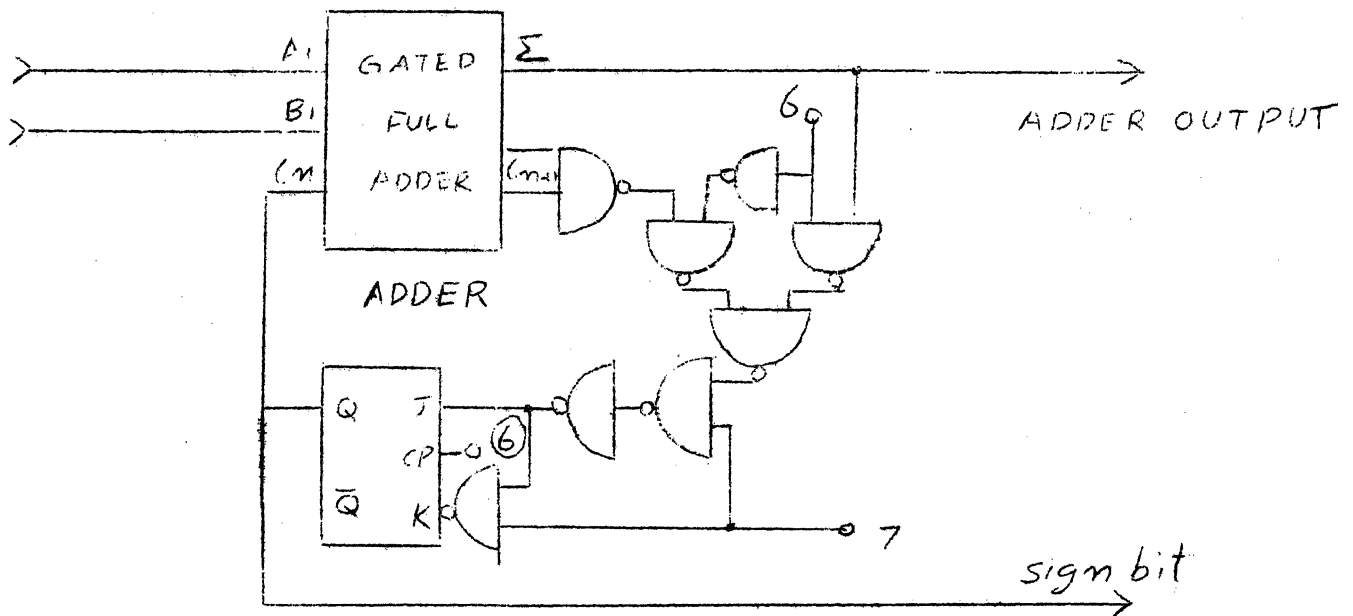 A1 GATED Σ
B1 FULL 6
ADDER OUTPUT
Cn ADDER Cn+1
ADDER
Q J
CP 6
Q̅ K
7
sign bit